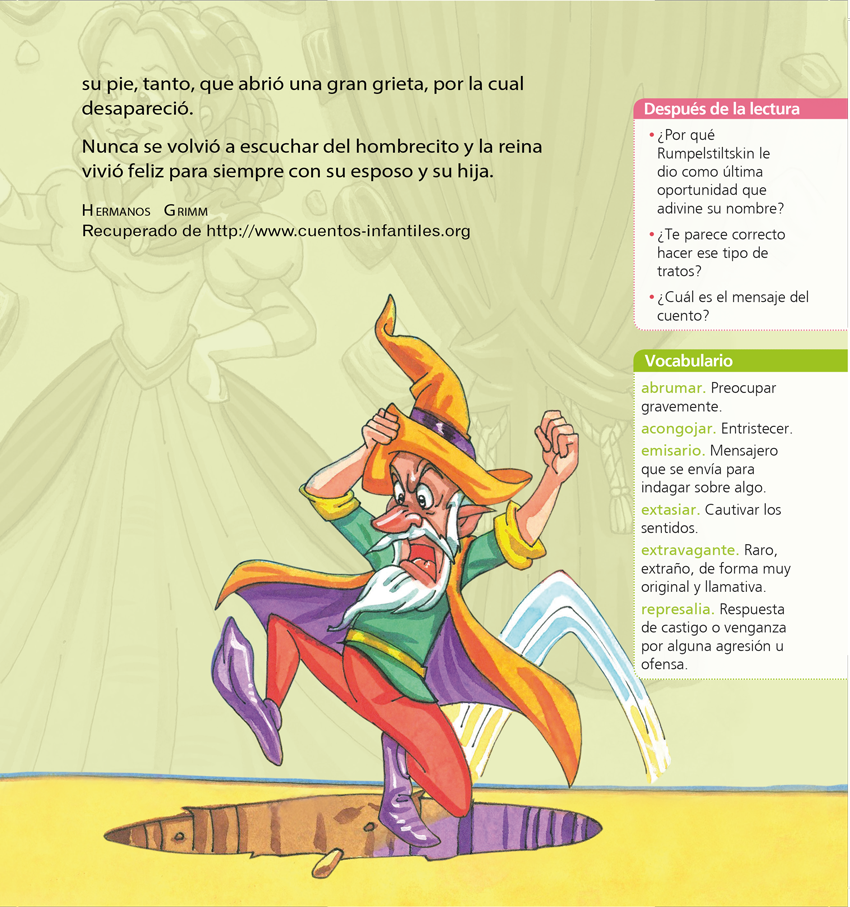 su pie, tanto, que abrió una gran grieta, por la cual
desapareció.
Nunca se volvió a escuchar del hombrecito y la reina
vivió feliz para siempre con su esposo y su hija.
HERMANOS GRIMM
Recuperado de http://www.cuentos-infantiles.org
Después de la lectura
• ¿Por qué
Rumpelstiltskin le
dio como última
oportunidad que
adivine su nombre?
• ¿Te parece correcto
hacer ese tipo de
tratos?
• ¿Cuál es el mensaje del
cuento?
Vocabulario
abrumar. Preocupar
gravemente.
acongojar. Entristecer.
emisario. Mensajero
que se envía para
indagar sobre algo.
extasiar. Cautivar los
sentidos.
extravagante. Raro,
extraño, de forma muy
original y llamativa.
represalia. Respuesta
de castigo o venganza
por alguna agresión u
ofensa.